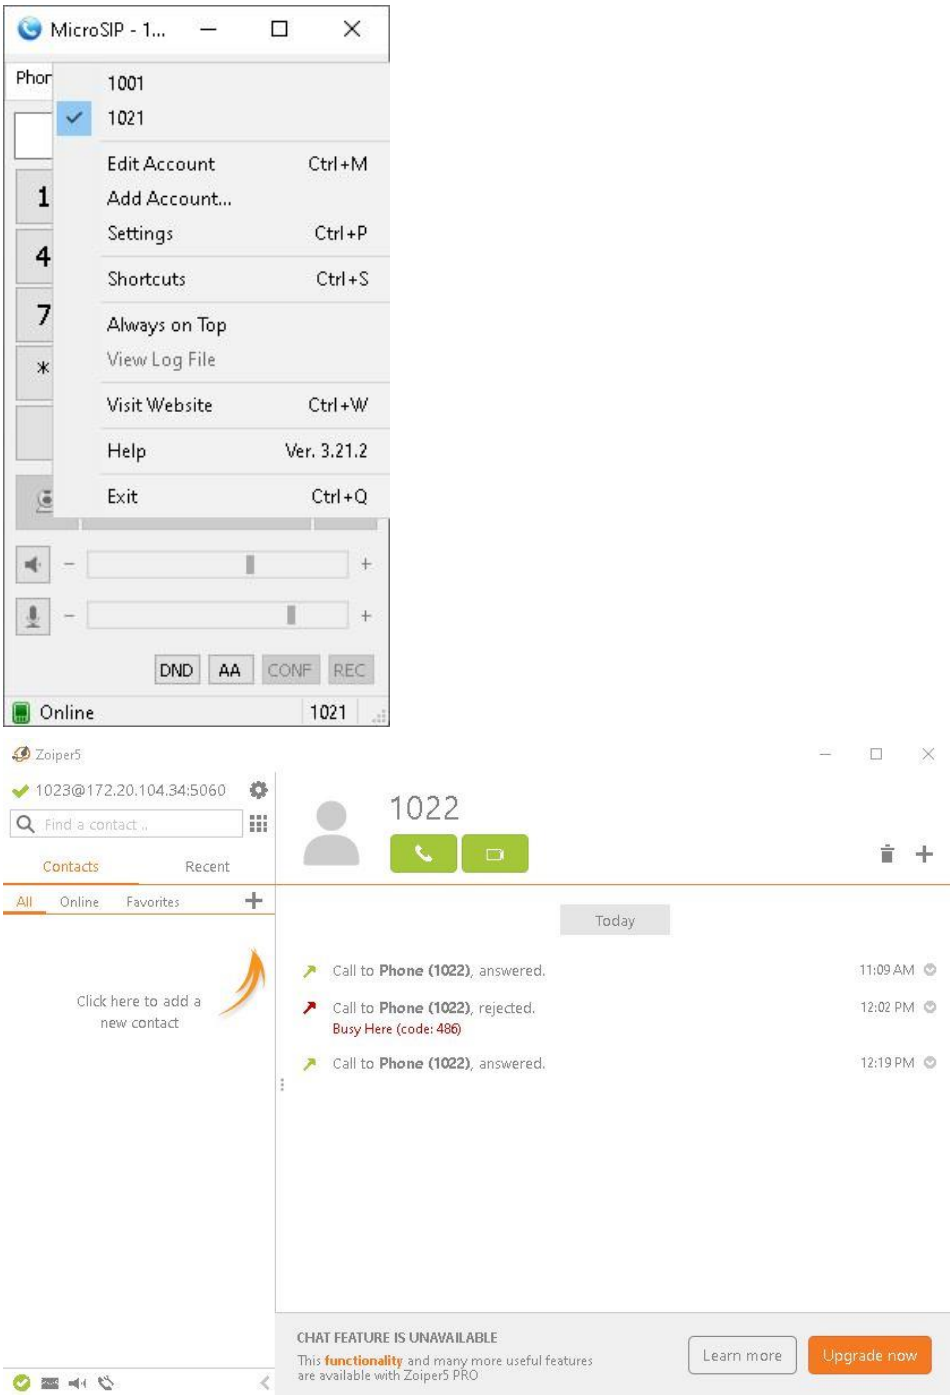 MicroSIP - 1...
Phor
1001
1021
Edit Account Ctrl+M
Add Account...
Settings Ctrl+P
Shortcuts Ctrl+S
Always on Top
View Log File
Visit Website Ctrl+W
Help Ver. 3.21.2
Exit Ctrl+Q
1
4
7
*
- +
- +
DND AA CONF REC
Online 1021
Zoiper5
1023@172.20.104.34:5060
Find a contact ..
Contacts Recent
All Online Favorites +
Click here to add a
new contact
1022
Today
Call to Phone (1022), answered. 11:09 AM
Call to Phone (1022), rejected. 12:02 PM
Busy Here (code: 486)
Call to Phone (1022), answered. 12:19 PM
CHAT FEATURE IS UNAVAILABLE
This functionality and many more useful features
are available with Zoiper5 PRO
Learn more Upgrade now